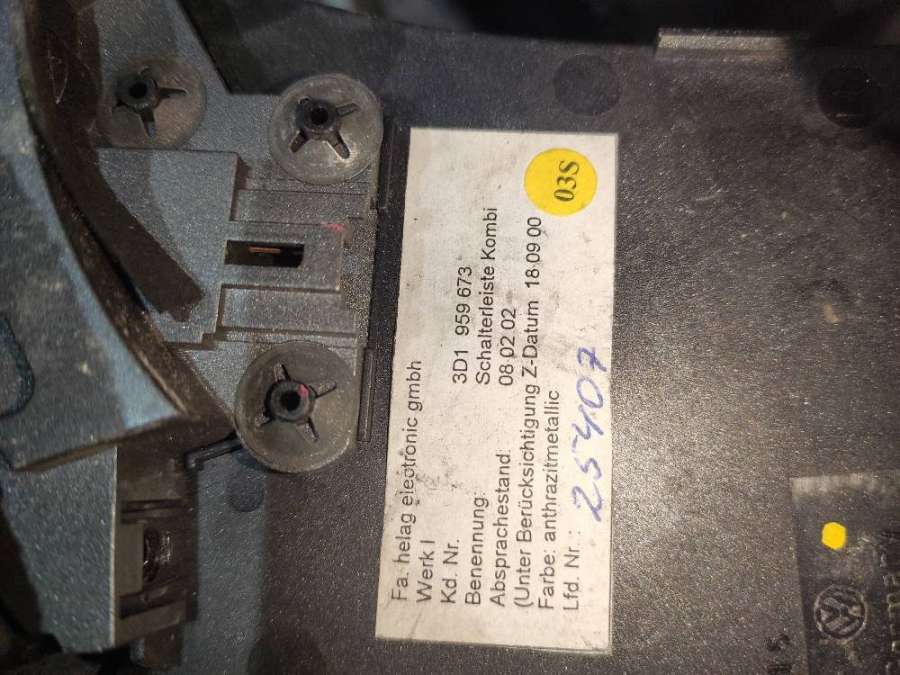 03S
Fa. helag electronic gmbh
Werk I
Kd. Nr. 3D1 959 673
Benennung: Schalterleiste Kombi
Absprachestand: 08 02 02
(Unter Berücksichtigung Z-Datum 18 09 00
Farbe: anthrazitmetallic
Lfd. Nr.: 25407